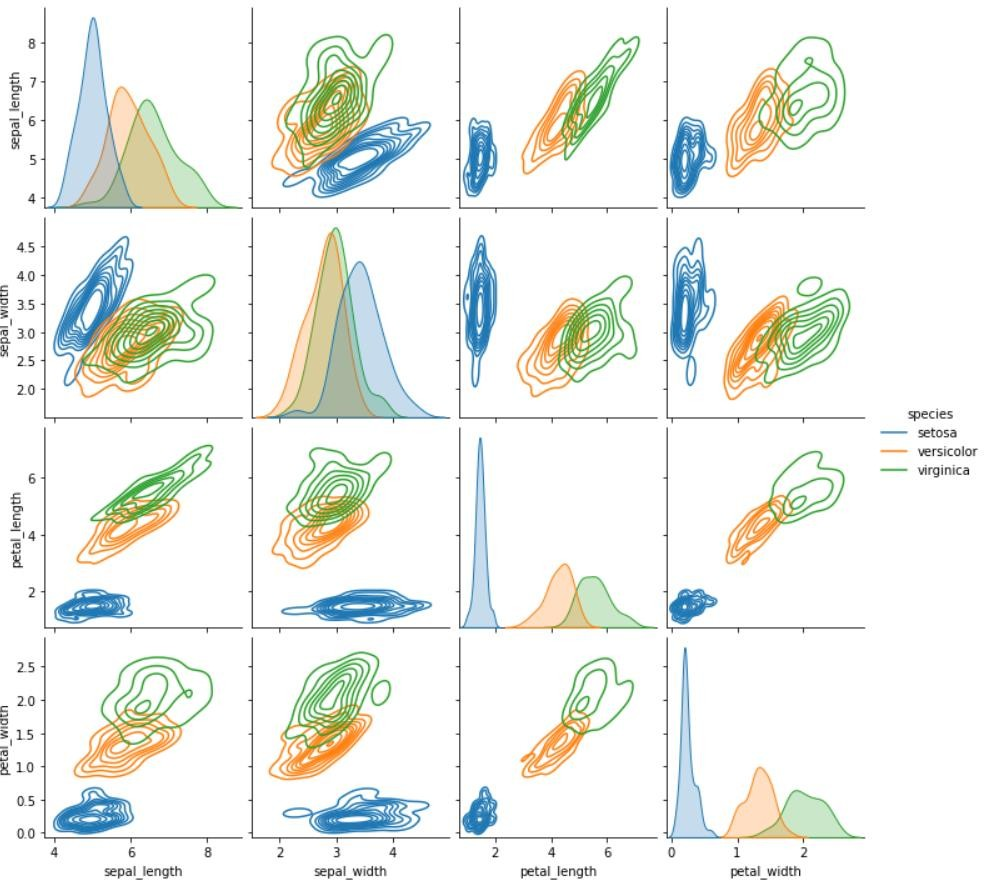 sepal_length
8
7
6
5
4
sepal_width
4.5
4.0
3.5
3.0
2.5
2.0
species
setosa
versicolor
virginica
petal_length
6
4
2
petal_width
2.5
2.0
1.5
1.0
0.5
0.0
4 6 8 2 3 4 2 4 6 0 1 2
sepal_length sepal_width petal_length petal_width